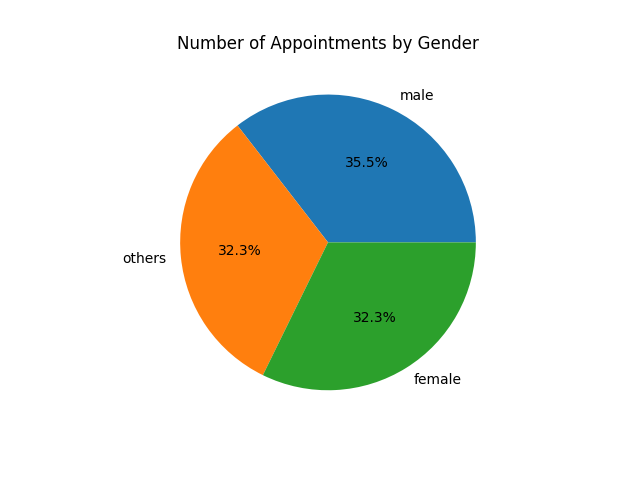 Number of Appointments by Gender
male
35.5%
others
32.3%
32.3%
female